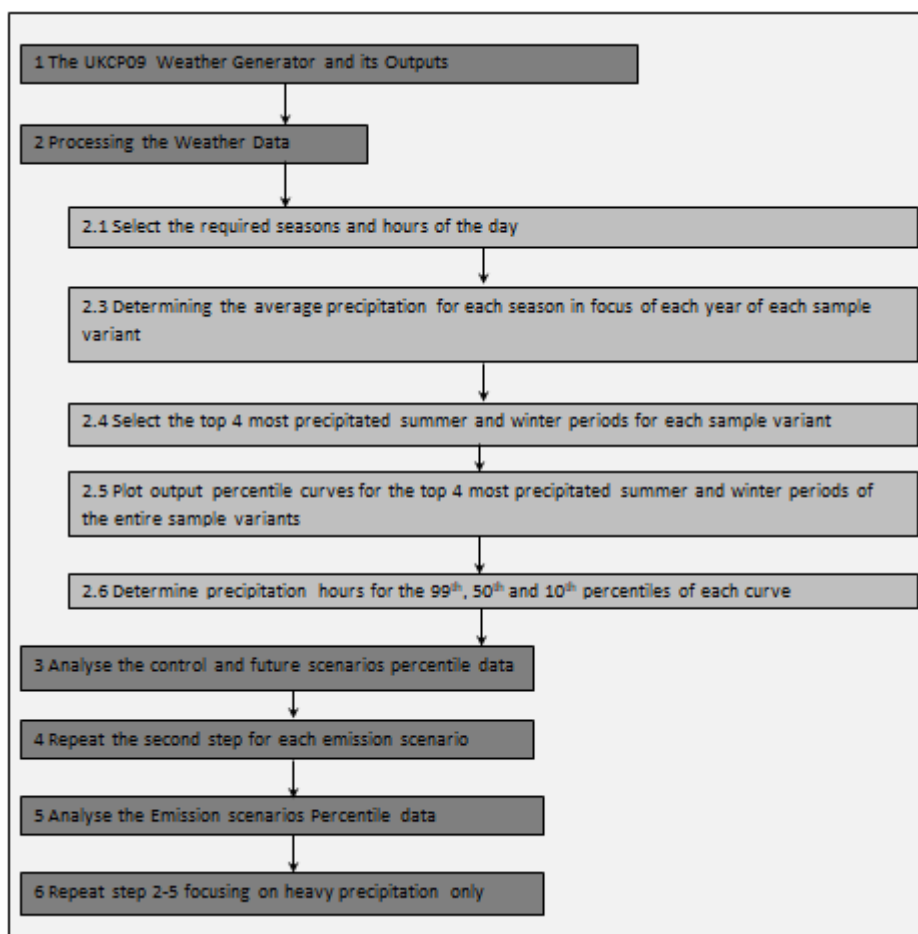 1 The UKCP09 Weather Generator and its Outputs
2 Processing the Weather Data
2.1 Select the required seasons and hours of the day
2.3 Determining the average precipitation for each season in focus of each year of each sample
variant
2.4 Select the top 4 most precipitated summer and winter periods for each sample variant
2.5 Plot output percentile curves for the top 4 most precipitated summer and winter periods of
the entire sample variants
2.6 Determine precipitation hours for the 99th, 50th and 10th percentiles of each curve
3 Analyse the control and future scenarios percentile data
4 Repeat the second step for each emission scenario
5 Analyse the Emission scenarios Percentile data
6 Repeat step 2-5 focusing on heavy precipitation only